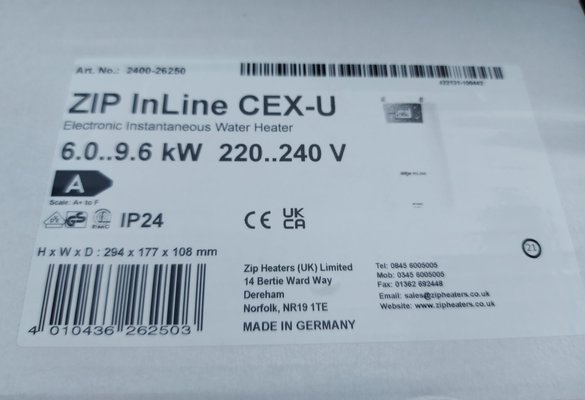 Art. No.: 2400-26250
ZIP InLine CEX-U
Electronic Instantaneous Water Heater
6.0..9.6 kW 220..240 V
A
Scale: A+ to F
GS
EMC
IP24
CE
UK
CA
H x W x D : 294 x 177 x 108 mm
21
4 010436 262503
Zip Heaters (UK) Limited
14 Bertie Ward Way
Dereham
Norfolk, NR19 1TE
MADE IN GERMANY
Tel: 0845 6005005
Mob: 0345 6005005
Fax: 01362 692448
Email: sales@zipheaters.co.uk
Website: www.zipheaters.co.uk